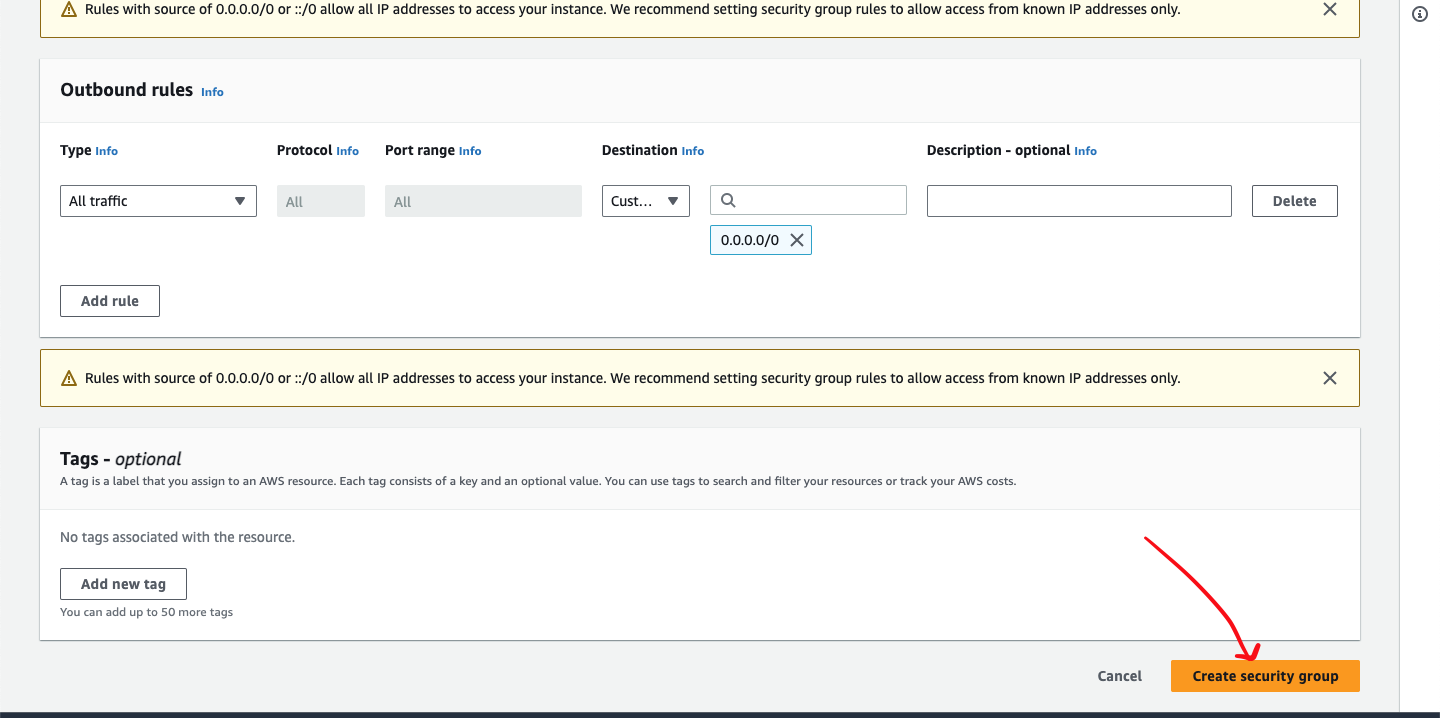 Rules with source of 0.0.0.0/0 or ::/0 allow all IP addresses to access your instance. We recommend setting security group rules to allow access from known IP addresses only.
Outbound rules Info
Type Info Protocol Info Port range Info Destination Info Description - optional Info
All traffic All All Cust... Delete
0.0.0.0/0
Add rule
Rules with source of 0.0.0.0/0 or ::/0 allow all IP addresses to access your instance. We recommend setting security group rules to allow access from known IP addresses only.
Tags - optional
A tag is a label that you assign to an AWS resource. Each tag consists of a key and an optional value. You can use tags to search and filter your resources or track your AWS costs.
No tags associated with the resource.
Add new tag
You can add up to 50 more tags
Cancel Create security group